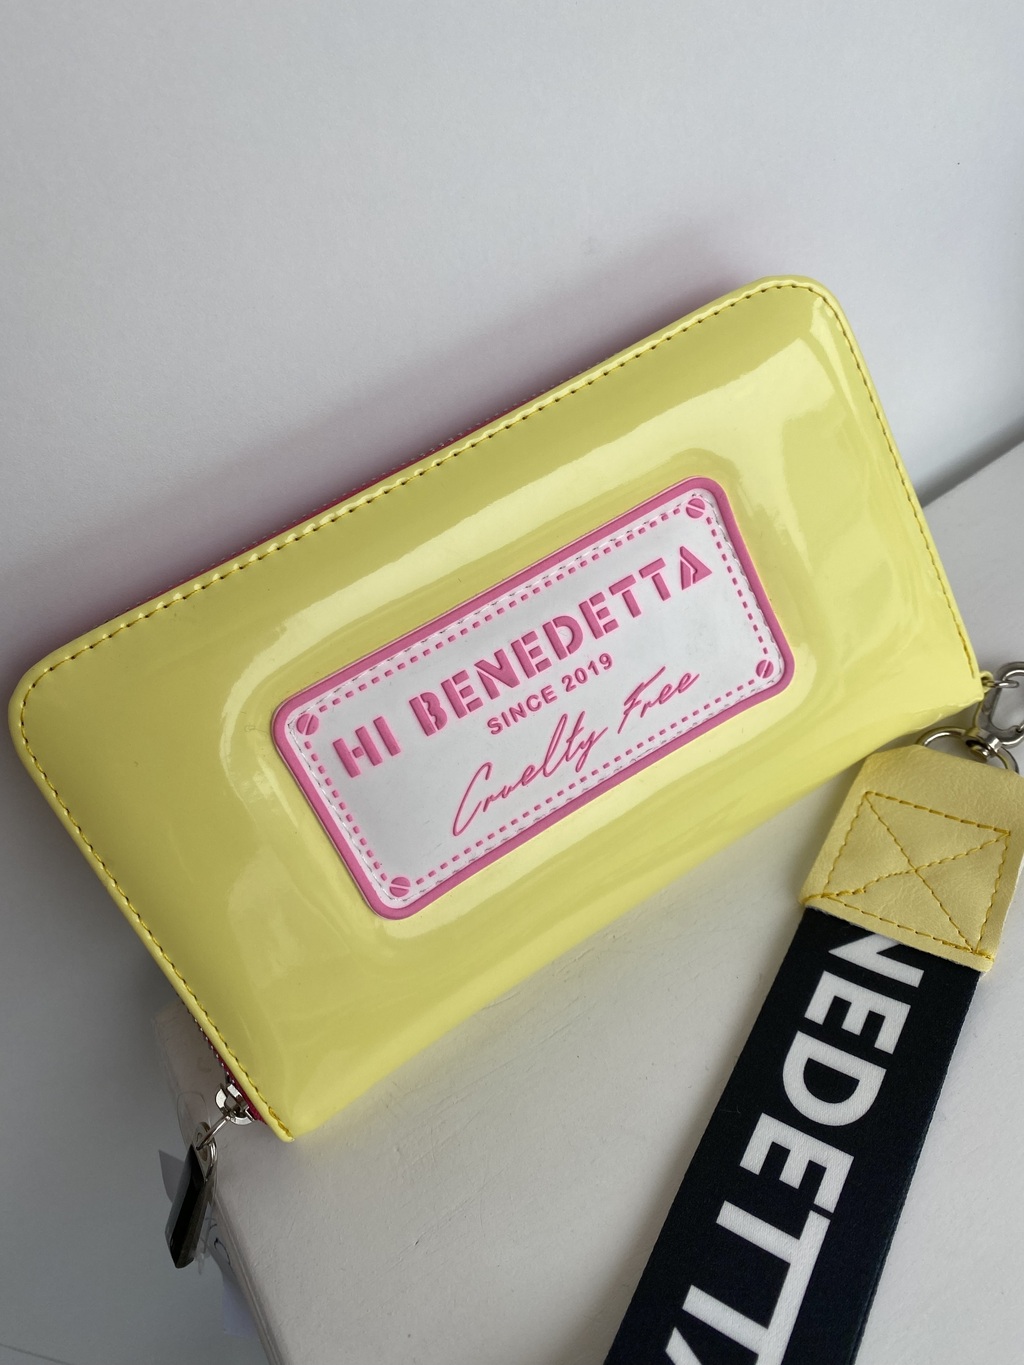 HI BENEDETTA
SINCE 2019
Cruelty Free
NEDETTA